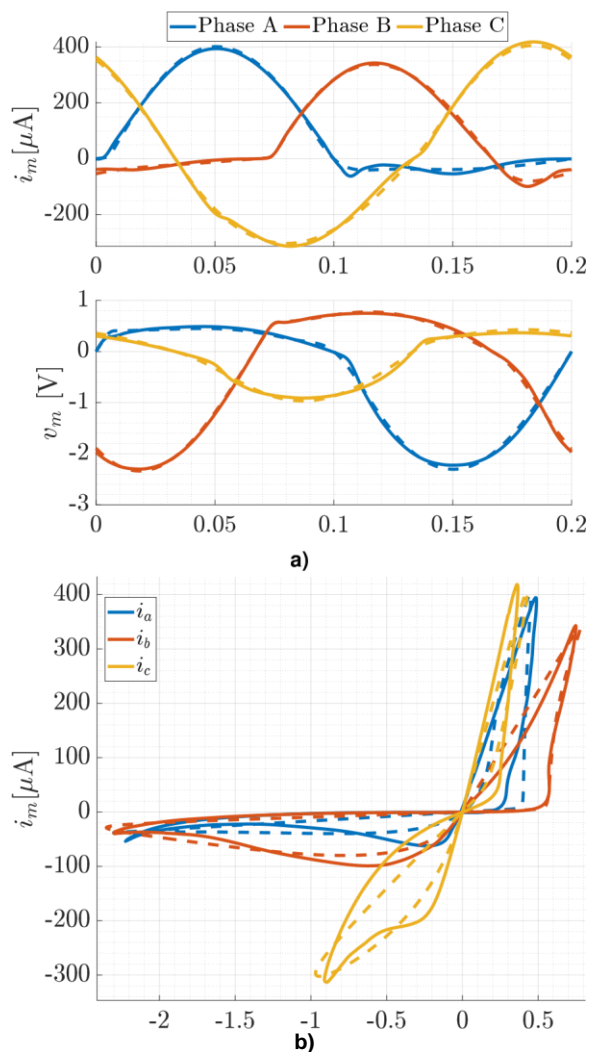 Phase A Phase B Phase C
400
200
0
-200
i_m [μA]
0 0.05 0.1 0.15 0.2
1
0
-1
-2
-3
v_m [V]
0 0.05 0.1 0.15 0.2
a)
i_a
i_b
i_c
400
300
200
100
0
-100
-200
-300
i_m [μA]
-2 -1.5 -1 -0.5 0 0.5
b)